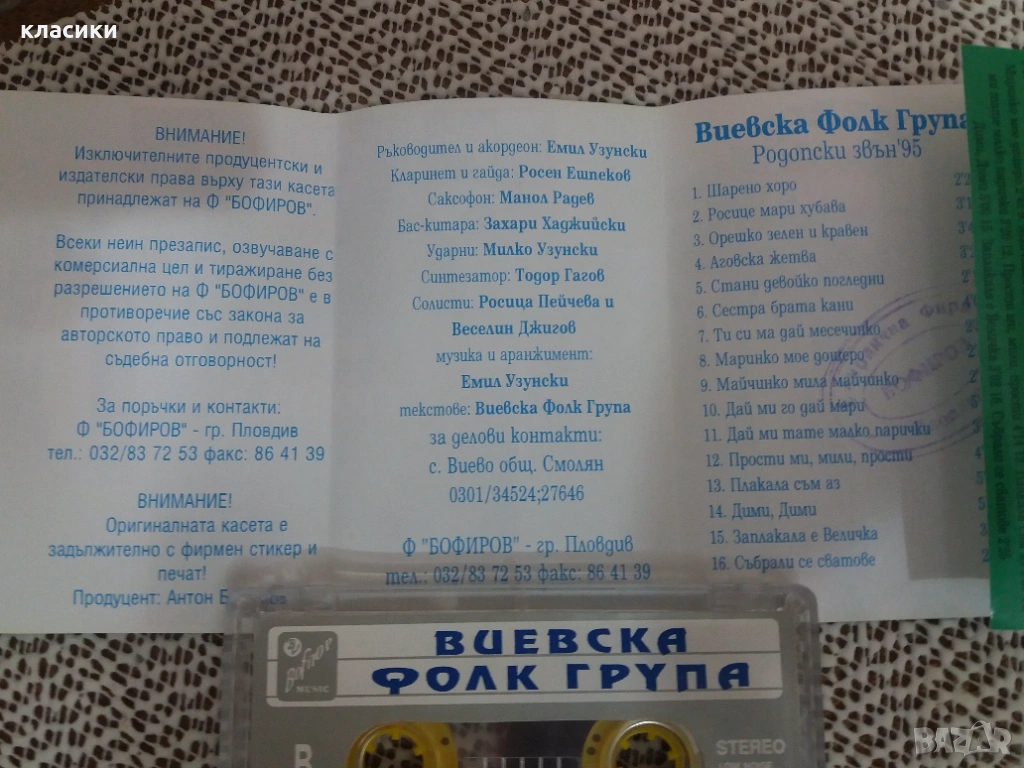 класики
ВНИМАНИЕ!
Изключителните продуцентски и
издателски права върху тази касета
принадлежат на Ф "БОФИРОВ".
Всеки неин презапис, озвучаване с
комерсиална цел и тиражиране без
разрешението на Ф "БОФИРОВ" е в
противоречие със закона за
авторското право и подлежат на
съдебна отговорност!
За поръчки и контакти:
Ф "БОФИРОВ" - гр. Пловдив
тел.: 032/83 72 53 факс: 86 41 39
ВНИМАНИЕ!
Оригиналната касета е
задължително с фирмен стикер и
печат!
Продуцент: Антон
Ръководител и акордеон: Емил Узунски
Кларинет и гайда: Росен Ешпеков
Саксофон: Манол Радев
Бас-китара: Захари Хаджийски
Ударни: Милко Узунски
Синтезатор: Тодор Гагов
Солисти: Росица Пейчева и
Веселин Джигов
музика и аранжимент:
Емил Узунски
текстове: Виевска Фолк Група
за делови контакти:
с. Виево общ. Смолян
0301/34524;27646
Ф "БОФИРОВ" - гр. Пловдив
тел.: 032/83 72 53 факс: 86 41 39
Виевска Фолк Група
Родопски звън'95
1. Шарено хоро
2. Росице мари хубава
3. Орешко зелен и кравен
4. Аговска жетва
5. Стани девойко погледни
6. Сестра брата кани
7. Ти си ма дай месечинко
8. Маринко мое дощеро
9. Майчинко мила майчинко
10. Дай ми го дай мари
11. Дай ми тате малко парички
12. Прости ми, мили, прости
13. Плакала съм аз
14. Дими, Дими
15. Заплакала е Величка
16. Събрали се сватове
Bofirov
MUSIC
ВИЕВСКА
ФОЛК ГРУПА
B
STEREO
LOW NOISE
BAZAR